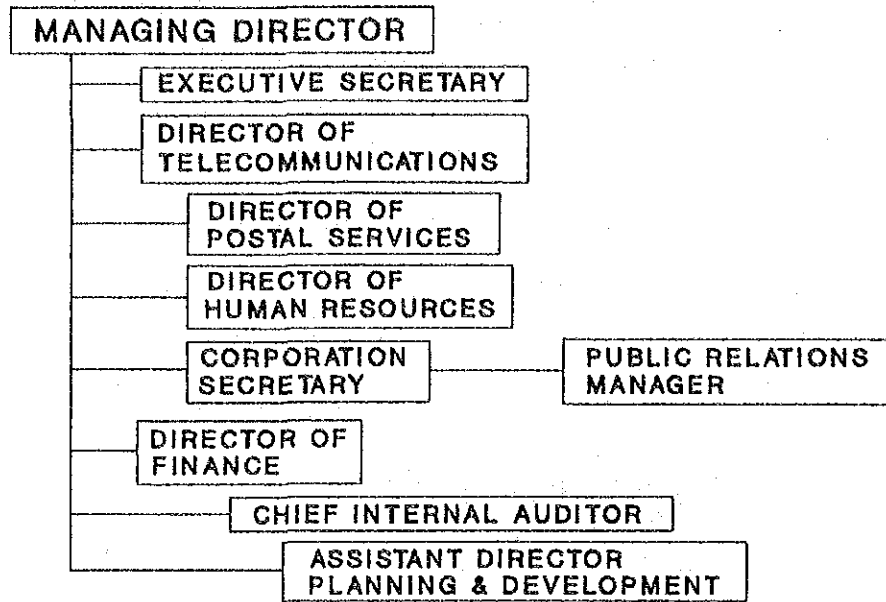 MANAGING DIRECTOR
EXECUTIVE SECRETARY
DIRECTOR OF
TELECOMMUNICATIONS
DIRECTOR OF
POSTAL SERVICES
DIRECTOR OF
HUMAN RESOURCES
CORPORATION
SECRETARY
PUBLIC RELATIONS
MANAGER
DIRECTOR OF
FINANCE
CHIEF INTERNAL AUDITOR
ASSISTANT DIRECTOR
PLANNING & DEVELOPMENT